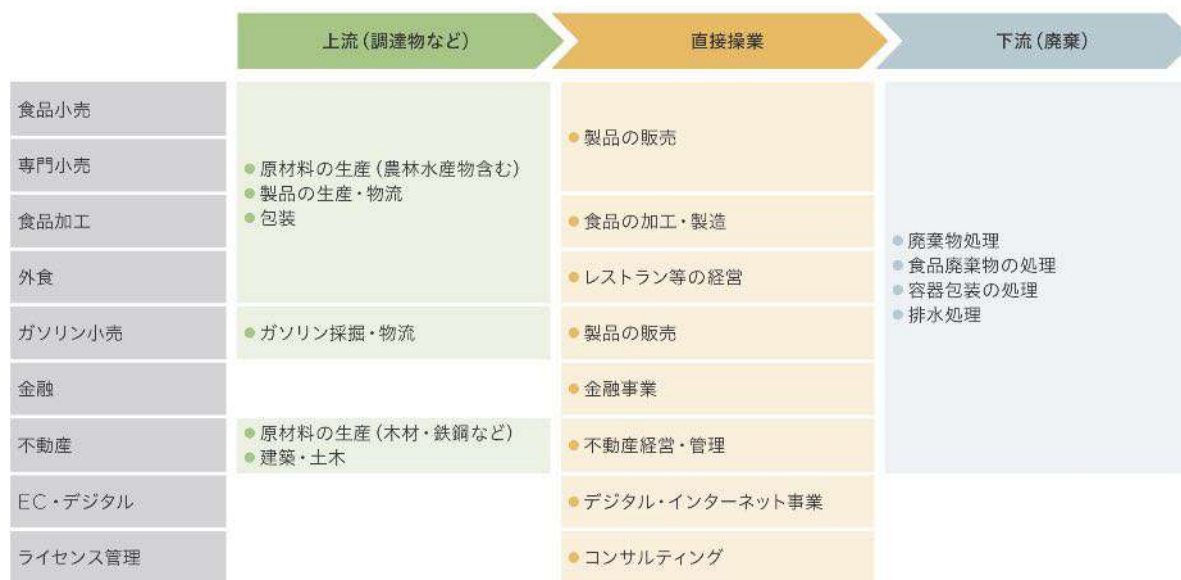 上流（調達物など）
直接操業
下流（廃棄）
食品小売
専門小売
食品加工
外食
ガソリン小売
金融
不動産
EC・デジタル
ライセンス管理
● 原材料の生産（農林水産物含む）
● 製品の生産・物流
● 包装
● ガソリン採掘・物流
● 原材料の生産（木材・鉄鋼など）
● 建築・土木
● 製品の販売
● 食品の加工・製造
● レストラン等の経営
● 製品の販売
● 金融事業
● 不動産経営・管理
● デジタル・インターネット事業
● コンサルティング
● 廃棄物処理
● 食品廃棄物の処理
● 容器包装の処理
● 排水処理